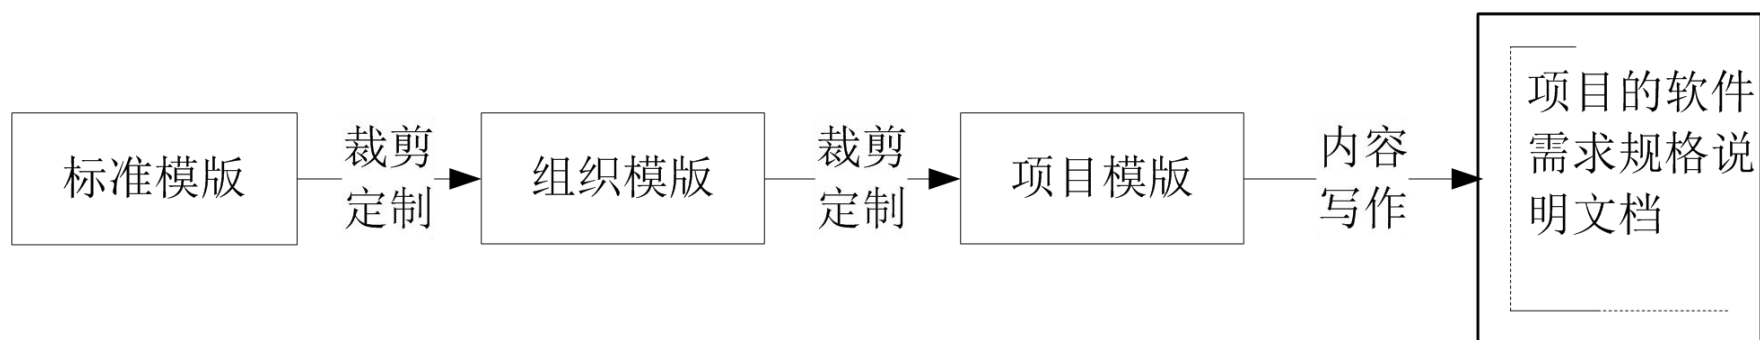 标准模版
裁剪
定制
组织模版
裁剪
定制
项目模版
内容
写作
项目的软件
需求规格说
明文档